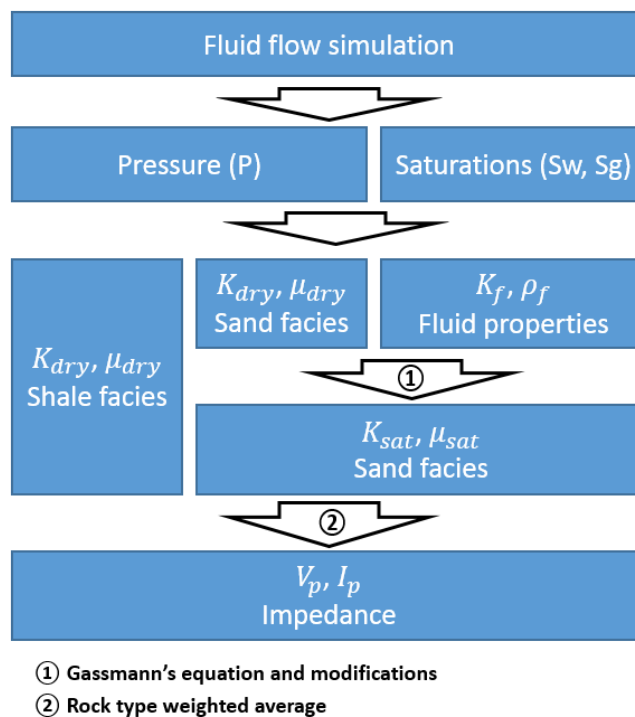 Fluid flow simulation
Pressure (P)
Saturations (Sw, Sg)
K_dry, μ_dry
Sand facies
K_f, ρ_f
Fluid properties
K_dry, μ_dry
Shale facies
①
K_sat, μ_sat
Sand facies
②
V_p, I_p
Impedance
① Gassmann's equation and modifications
② Rock type weighted average